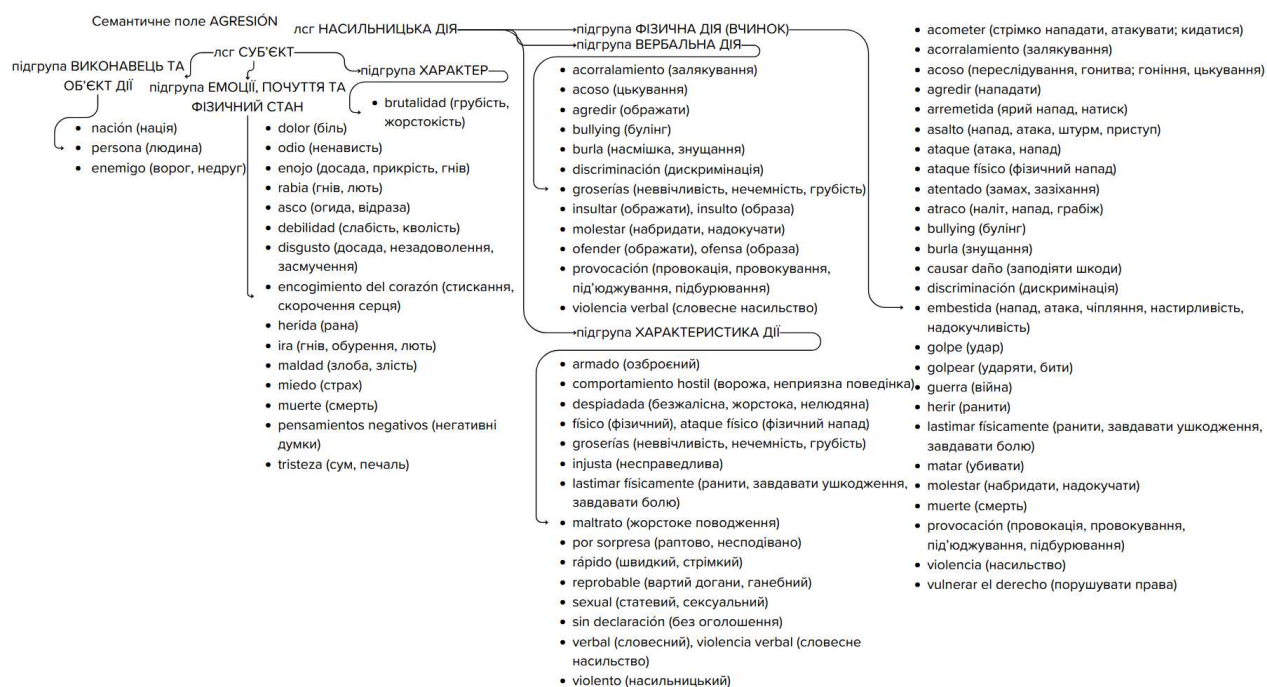 Семантичне поле AGRESIÓN
лсг СУБ'ЄКТ
підгрупа ВИКОНАВЕЦЬ ТА
ОБ'ЄКТ ДІЇ
• nación (нація)
• persona (людина)
• enemigo (ворог, недруг)
підгрупа ЕМОЦІЇ, ПОЧУТТЯ ТА
ФІЗИЧНИЙ СТАН
• dolor (біль)
• odio (ненависть)
• enojo (досада, прикрість, гнів)
• rabia (гнів, лють)
• asco (огида, відраза)
• debilidad (слабість, кволість)
• disgusto (досада, незадоволення,
засмучення)
• encogimiento del corazón (стискання,
скорочення серця)
• herida (рана)
• ira (гнів, обурення, лють)
• maldad (злоба, злість)
• miedo (страх)
• muerte (смерть)
• pensamientos negativos (негативні
думки)
• tristeza (сум, печаль)
підгрупа ХАРАКТЕР
• brutalidad (грубість,
жорстокість)
лсг НАСИЛЬНИЦЬКА ДІЯ
підгрупа ФІЗИЧНА ДІЯ (ВЧИНОК)
підгрупа ВЕРБАЛЬНА ДІЯ
• acorralamiento (залякування)
• acoso (цькування)
• agredir (ображати)
• bullying (булінг)
• burla (насмішка, знущання)
• discriminación (дискримінація)
• groserías (неввічливість, нечемність, грубість)
• insultar (ображати), insulto (образа)
• molestar (набридати, надокучати)
• ofender (ображати), ofensa (образа)
• provocación (провокація, провокування,
під'юджування, підбурювання)
• violencia verbal (словесне насильство)
підгрупа ХАРАКТЕРИСТИКА ДІЇ
• armado (озброєний)
• comportamiento hostil (ворожа, неприязна поведінка)
• despiadada (безжалісна, жорстока, нелюдяна)
• físico (фізичний), ataque físico (фізичний напад)
• groserías (неввічливість, нечемність, грубість)
• injusta (несправедлива)
• lastimar físicamente (ранити, завдавати ушкодження,
завдавати болю)
• maltrato (жорстоке поводження)
• por sorpresa (раптово, несподівано)
• rápido (швидкий, стрімкий)
• reprobable (вартий догани, ганебний)
• sexual (статевий, сексуальний)
• sin declaración (без оголошення)
• verbal (словесний), violencia verbal (словесне
насильство)
• violento (насильницький)
• acometer (стрімко нападати, атакувати; кидатися)
• acorralamiento (залякування)
• acoso (переслідування, гонитва; гоніння, цькування)
• agredir (нападати)
• arremetida (ярий напад, натиск)
• asalto (напад, атака, штурм, приступ)
• ataque (атака, напад)
• ataque físico (фізичний напад)
• atentado (замах, зазіхання)
• atraco (наліт, напад, грабіж)
• bullying (булінг)
• burla (знущання)
• causar daño (заподіяти шкоди)
• discriminación (дискримінація)
• embestida (напад, атака, чіпляння, настирливість,
надокучливість)
• golpe (удар)
• golpear (ударяти, бити)
• guerra (війна)
• herir (ранити)
• lastimar físicamente (ранити, завдавати ушкодження,
завдавати болю)
• matar (убивати)
• molestar (набридати, надокучати)
• muerte (смерть)
• provocación (провокація, провокування,
під'юджування, підбурювання)
• violencia (насильство)
• vulnerar el derecho (порушувати права)